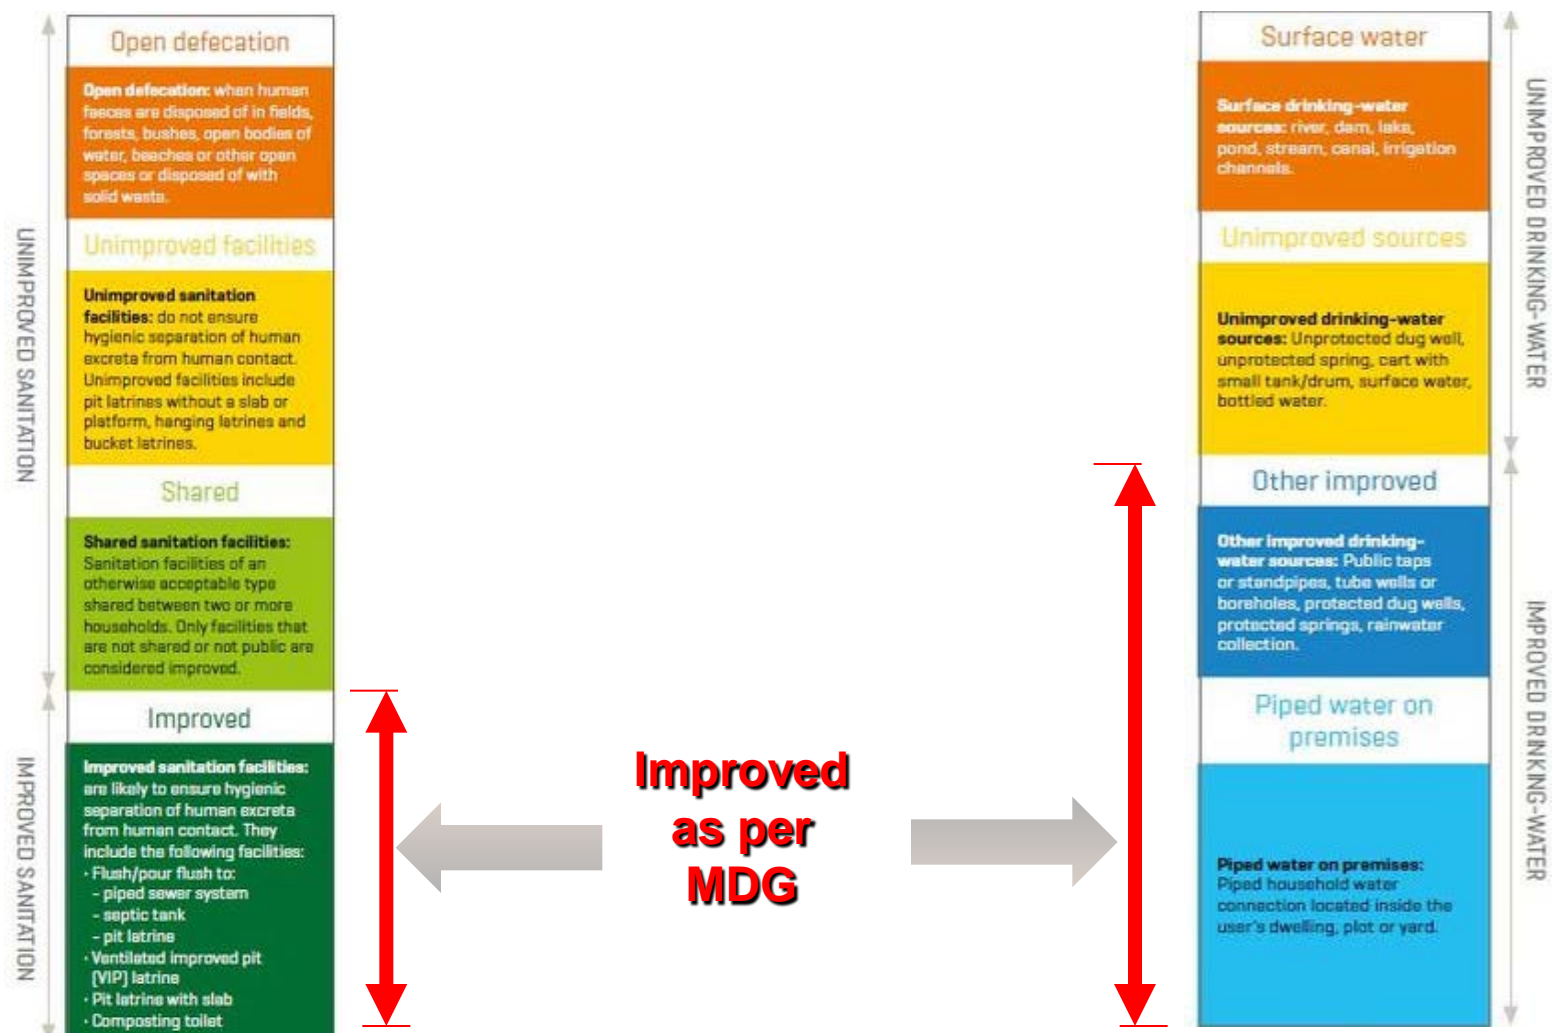 UNIMPROVED SANITATION
IMPROVED SANITATION
Open defecation
Open defecation: when human
faeces are disposed of in fields,
forests, bushes, open bodies of
water, beaches or other open
spaces or disposed of with
solid waste.
Unimproved facilities
Unimproved sanitation
facilities: do not ensure
hygienic separation of human
excreta from human contact.
Unimproved facilities include
pit latrines without a slab or
platform, hanging latrines and
bucket latrines.
Shared
Shared sanitation facilities:
Sanitation facilities of an
otherwise acceptable type
shared between two or more
households. Only facilities that
are not shared or not public are
considered improved.
Improved
Improved sanitation facilities:
are likely to ensure hygienic
separation of human excreta
from human contact. They
include the following facilities:
· Flush/pour flush to:
– piped sewer system
– septic tank
– pit latrine
· Ventilated improved pit
(VIP) latrine
· Pit latrine with slab
· Composting toilet
Improved
as per
MDG
Surface water
Surface drinking-water
sources: river, dam, lake,
pond, stream, canal, irrigation
channels.
Unimproved sources
Unimproved drinking-water
sources: Unprotected dug well,
unprotected spring, cart with
small tank/drum, surface water,
bottled water.
Other improved
Other improved drinking-
water sources: Public taps
or standpipes, tube wells or
boreholes, protected dug wells,
protected springs, rainwater
collection.
Piped water on
premises
Piped water on premises:
Piped household water
connection located inside the
user's dwelling, plot or yard.
UNIMPROVED DRINKING-WATER
IMPROVED DRINKING-WATER